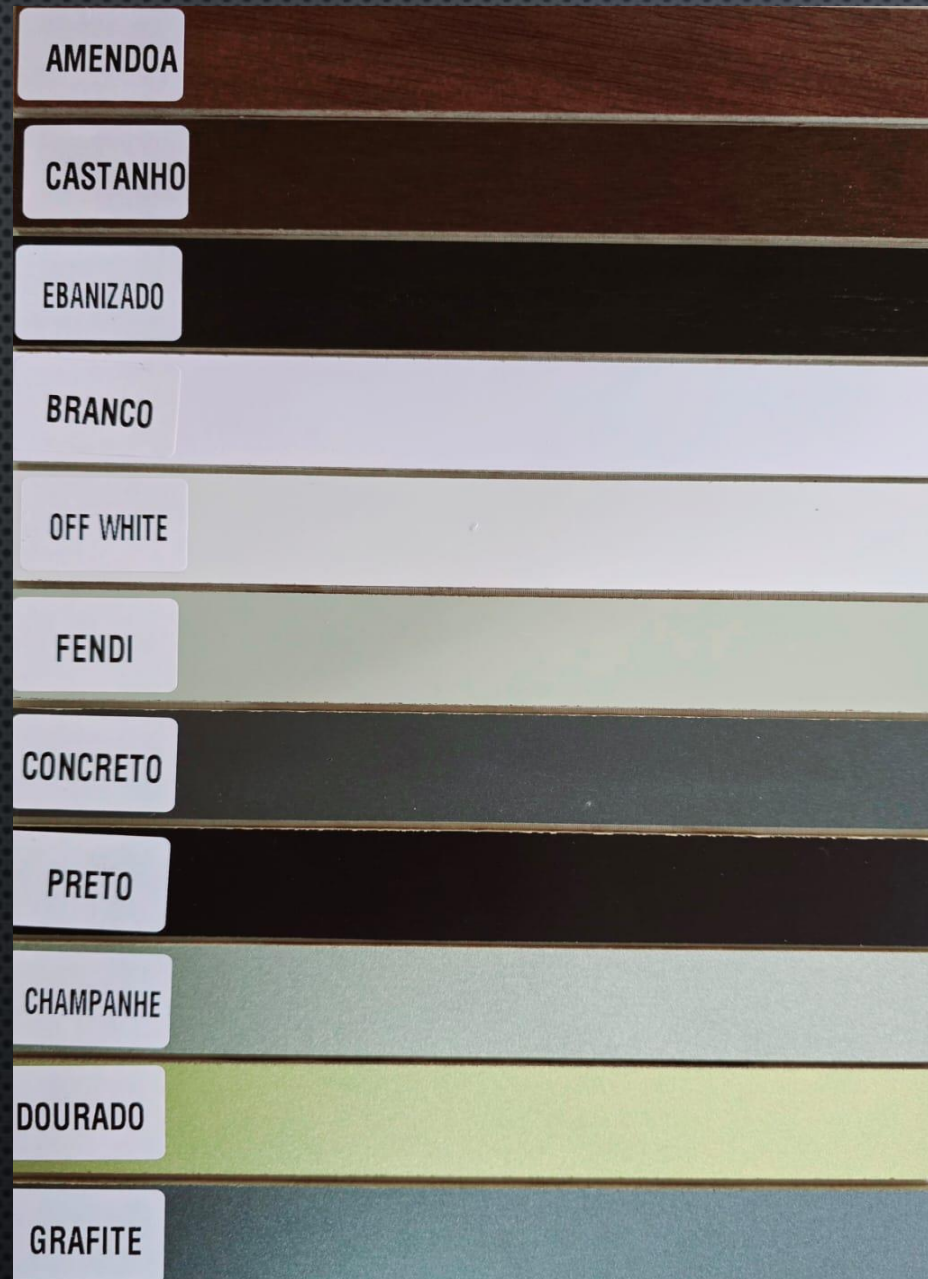 AMENDOA
CASTANHO
EBANIZADO
BRANCO
OFF WHITE
FENDI
CONCRETO
PRETO
CHAMPANHE
DOURADO
GRAFITE